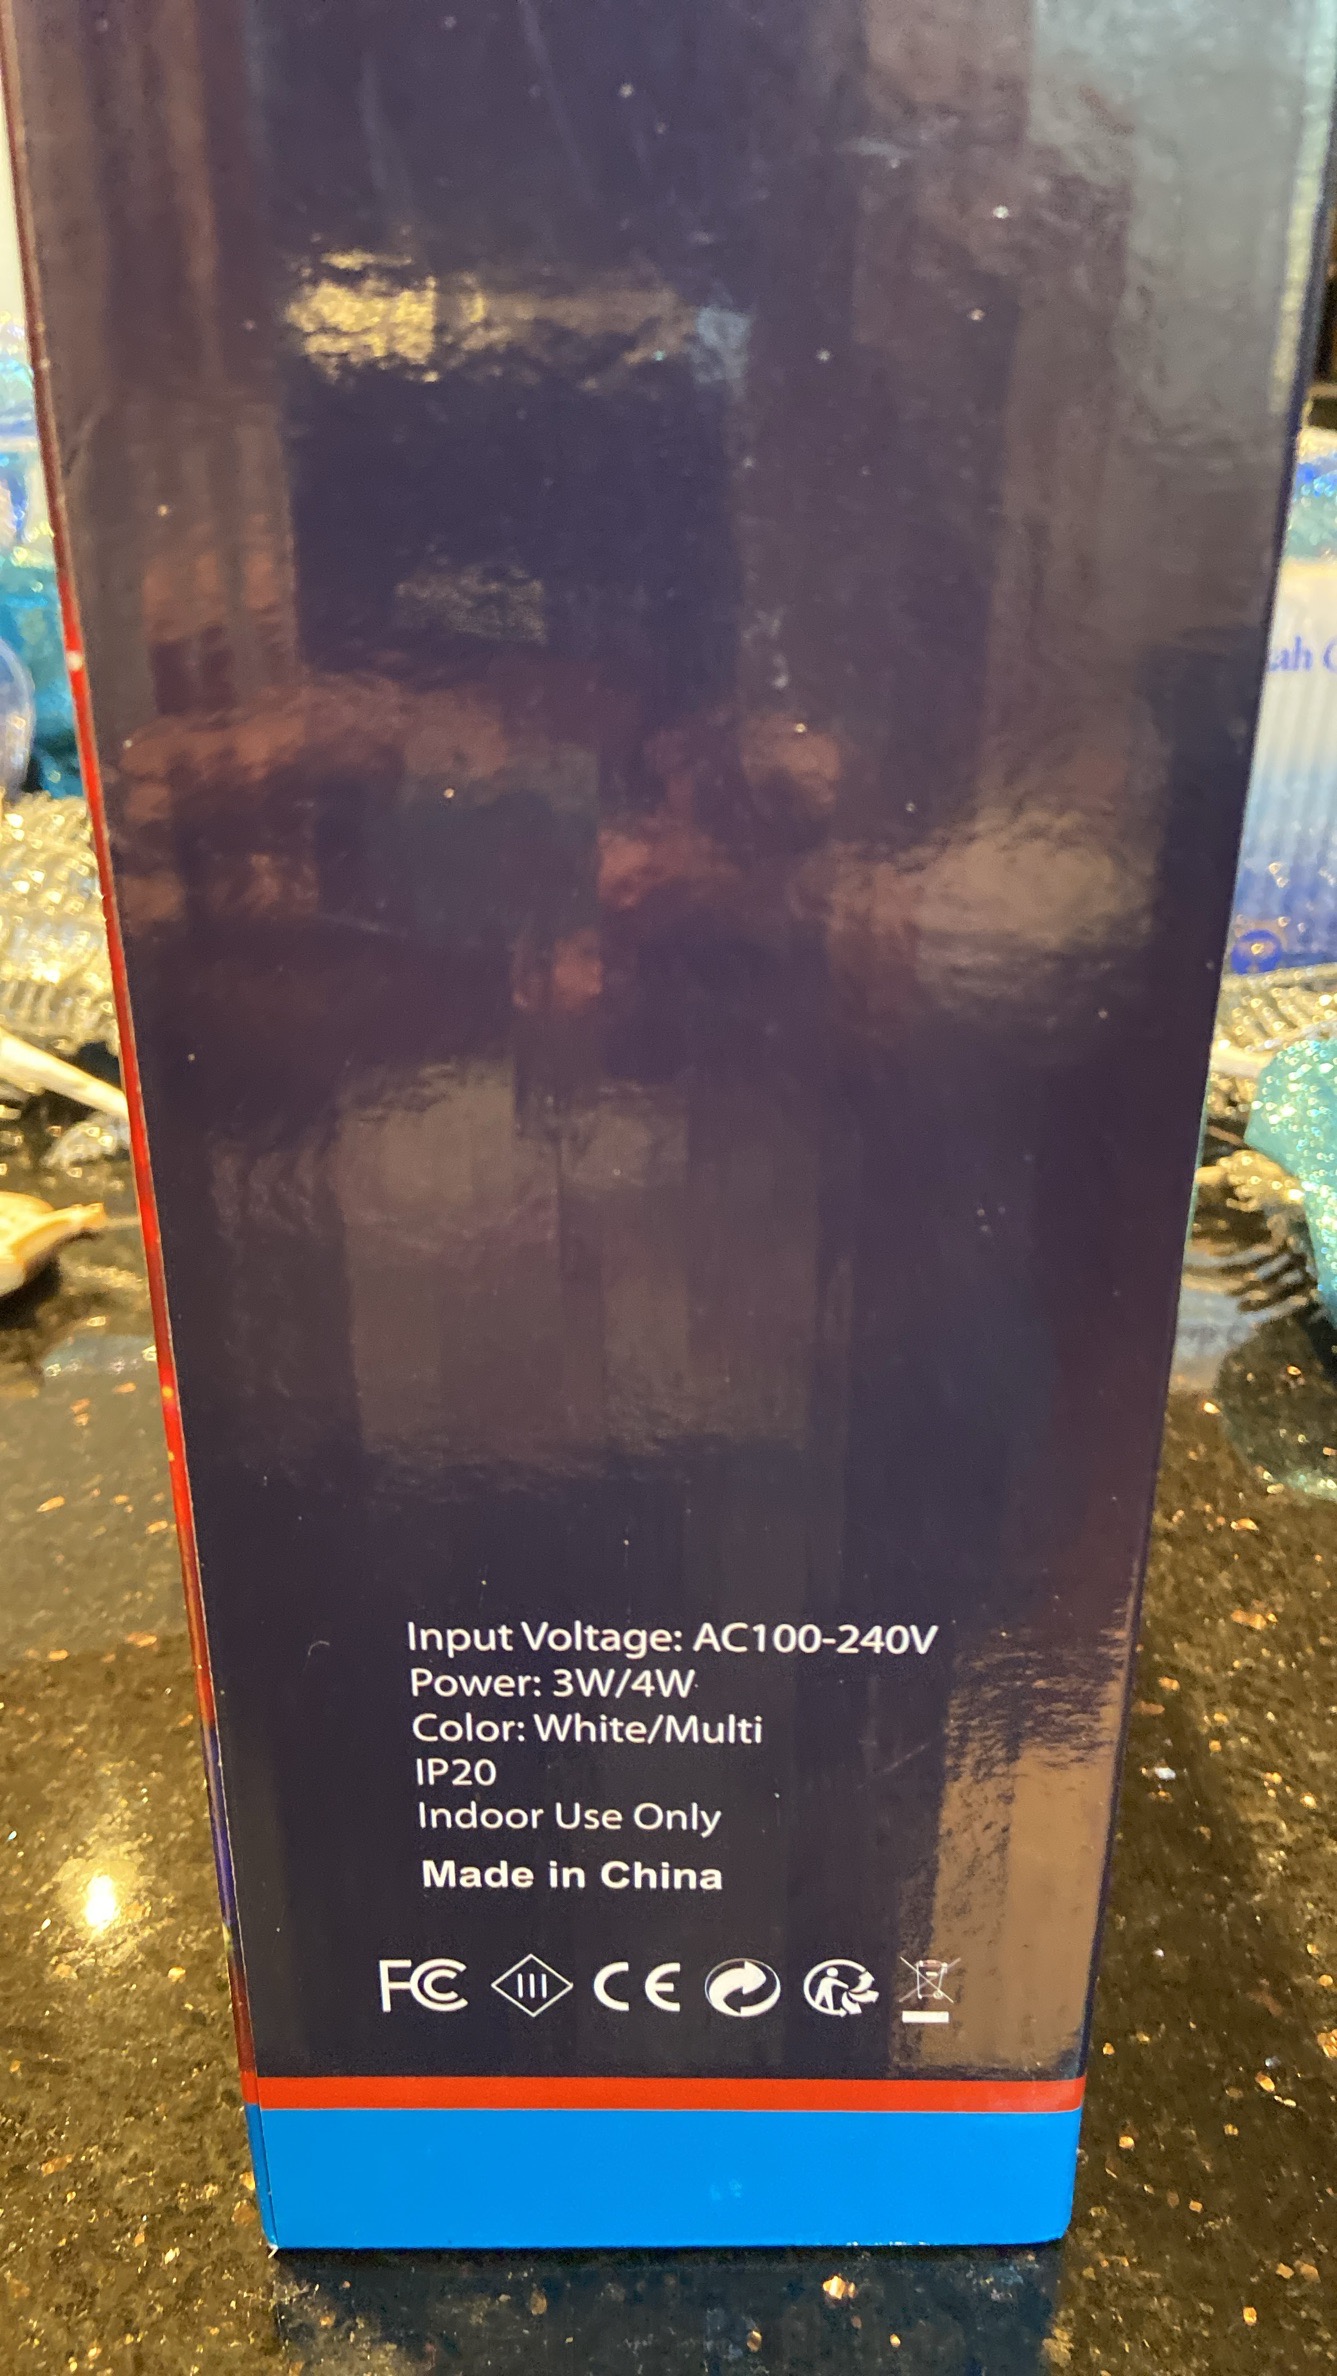 Input Voltage: AC100-240V
Power: 3W/4W
Color: White/Multi
IP20
Indoor Use Only
Made in China
FC III CE